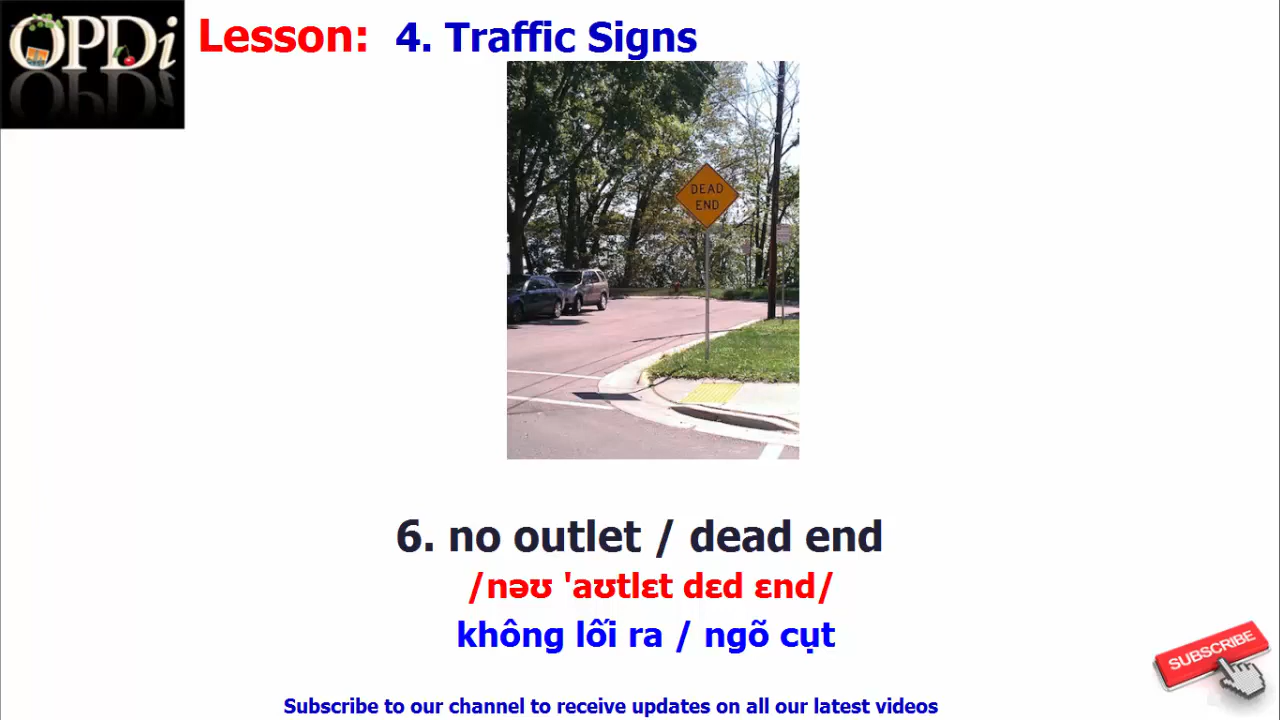 OPDi
Lesson: 4. Traffic Signs
DEAD
END
6. no outlet / dead end
/nəʊ ˈaʊtlɛt dɛd ɛnd/
không lối ra / ngõ cụt
SUBSCRIBE
Subscribe to our channel to receive updates on all our latest videos